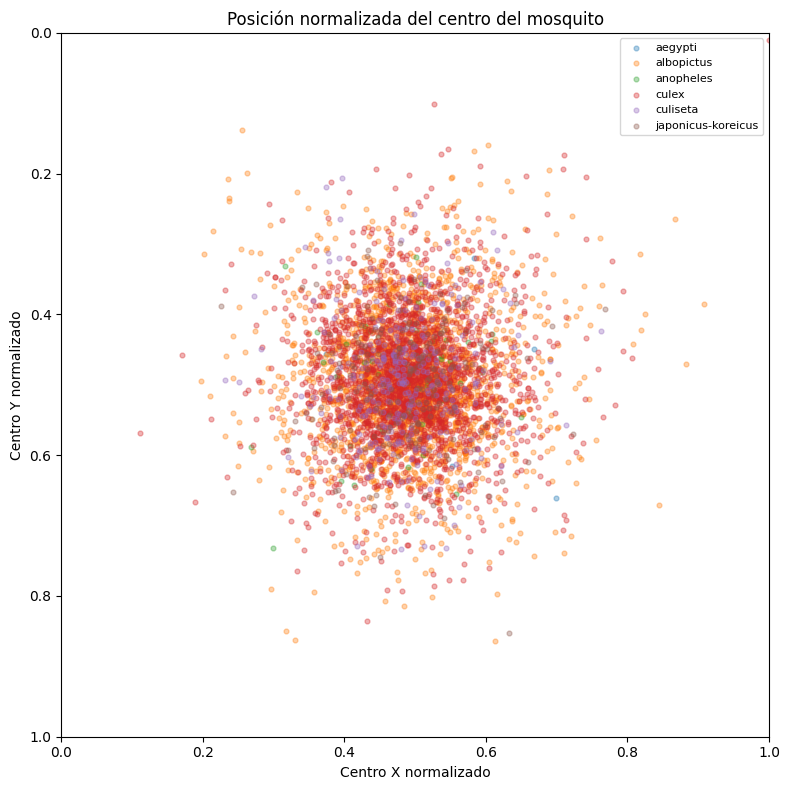 Posición normalizada del centro del mosquito
aegypti
albopictus
anopheles
culex
culiseta
japonicus-koreicus
0.0
0.2
0.4
0.6
0.8
1.0
Centro Y normalizado
0.0 0.2 0.4 0.6 0.8 1.0
Centro X normalizado